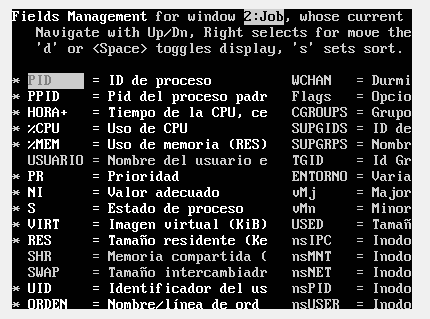 Fields Management for window 2:Job, whose current
Navigate with Up/Dn, Right selects for move the
'd' or <Space> toggles display, 's' sets sort.
* PID = ID de proceso WCHAN = Durmi
* PPID = Pid del proceso padr Flags = Opcio
* HORA+ = Tiempo de la CPU, ce CGROUPS = Grupo
* %CPU = Uso de CPU SUPGIDS = ID de
* %MEM = Uso de memoria (RES) SUPGRPS = Nombr
USUARIO = Nombre del usuario e TGID = Id Gr
* PR = Prioridad ENTORNO = Varia
* NI = Valor adecuado vMj = Major
* S = Estado de proceso vMn = Minor
* VIRT = Imagen virtual (KiB) USED = Tamañ
* RES = Tamaño residente (Ke nsIPC = Inodo
SHR = Memoria compartida ( nsMNT = Inodo
SWAP = Tamaño intercambiadr nsNET = Inodo
* UID = Identificador del us nsPID = Inodo
* ORDEN = Nombre/línea de ord nsUSER = Inodo